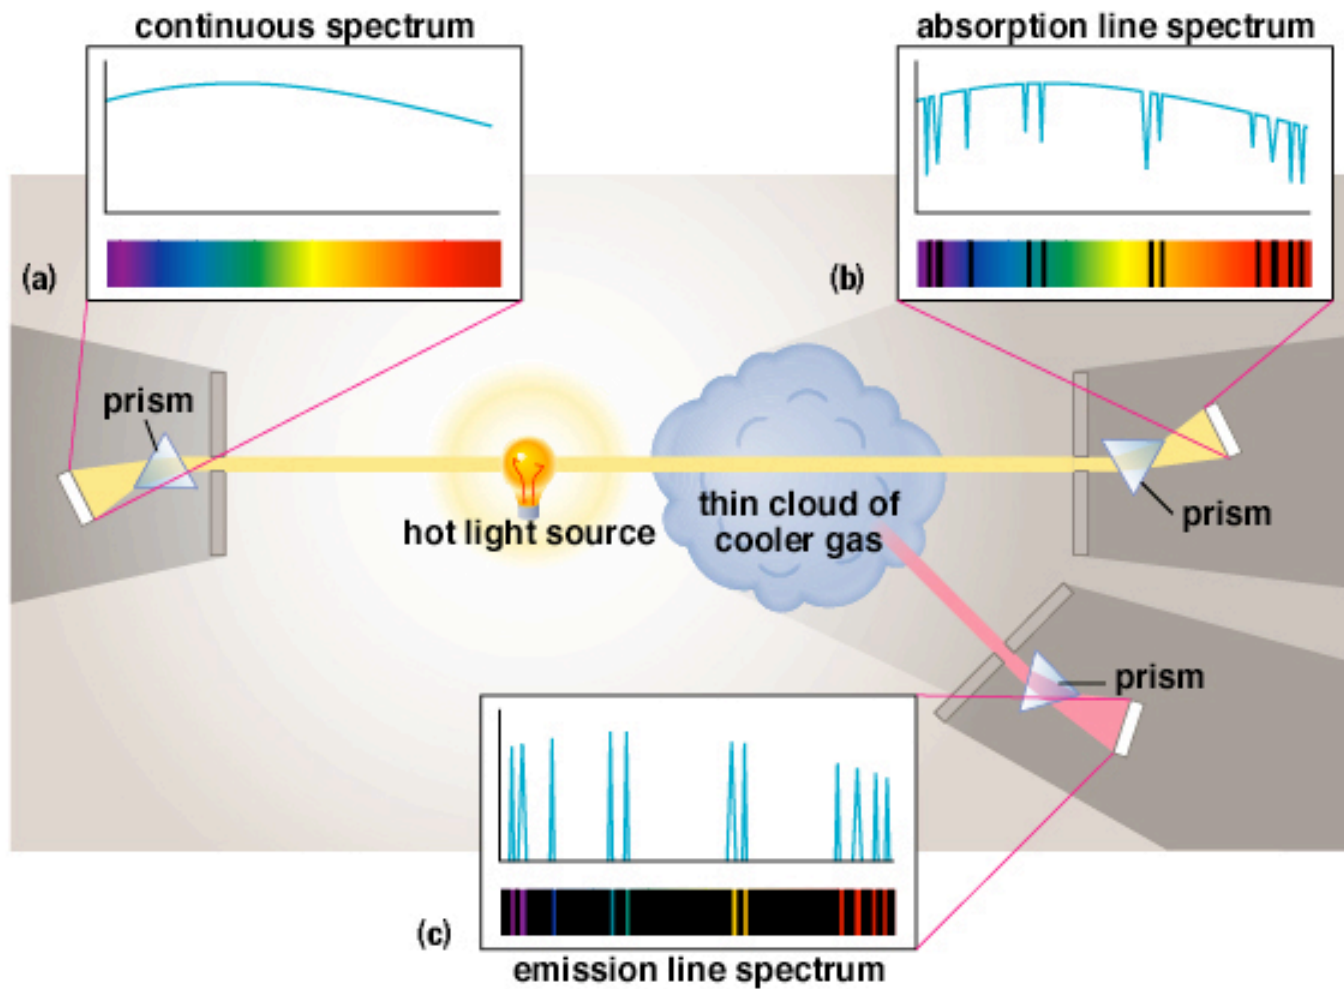 continuous spectrum
absorption line spectrum
(a)
(b)
prism
hot light source
thin cloud of
cooler gas
prism
prism
(c)
emission line spectrum